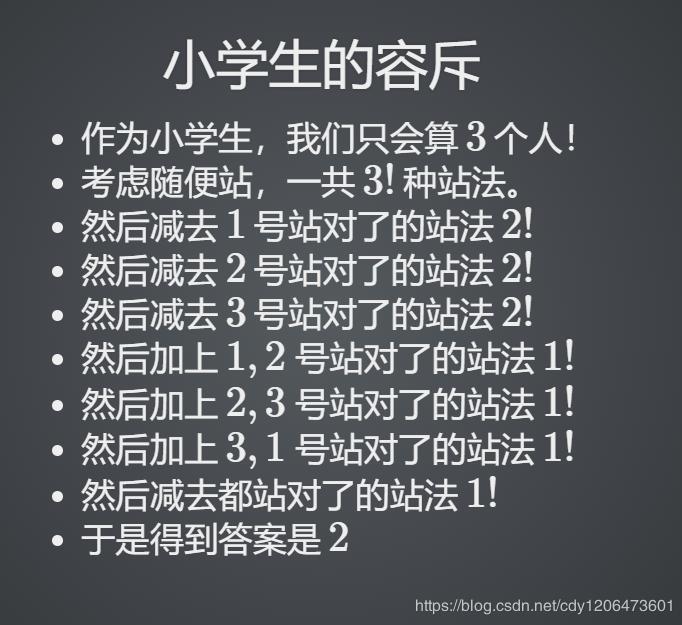 小学生的容斥
• 作为小学生，我们只会算 3 个人！
• 考虑随便站，一共 3! 种站法。
• 然后减去 1 号站对了的站法 2!
• 然后减去 2 号站对了的站法 2!
• 然后减去 3 号站对了的站法 2!
• 然后加上 1, 2 号站对了的站法 1!
• 然后加上 2, 3 号站对了的站法 1!
• 然后加上 3, 1 号站对了的站法 1!
• 然后减去都站对了的站法 1!
• 于是得到答案是 2
https://blog.csdn.net/cdy1206473601